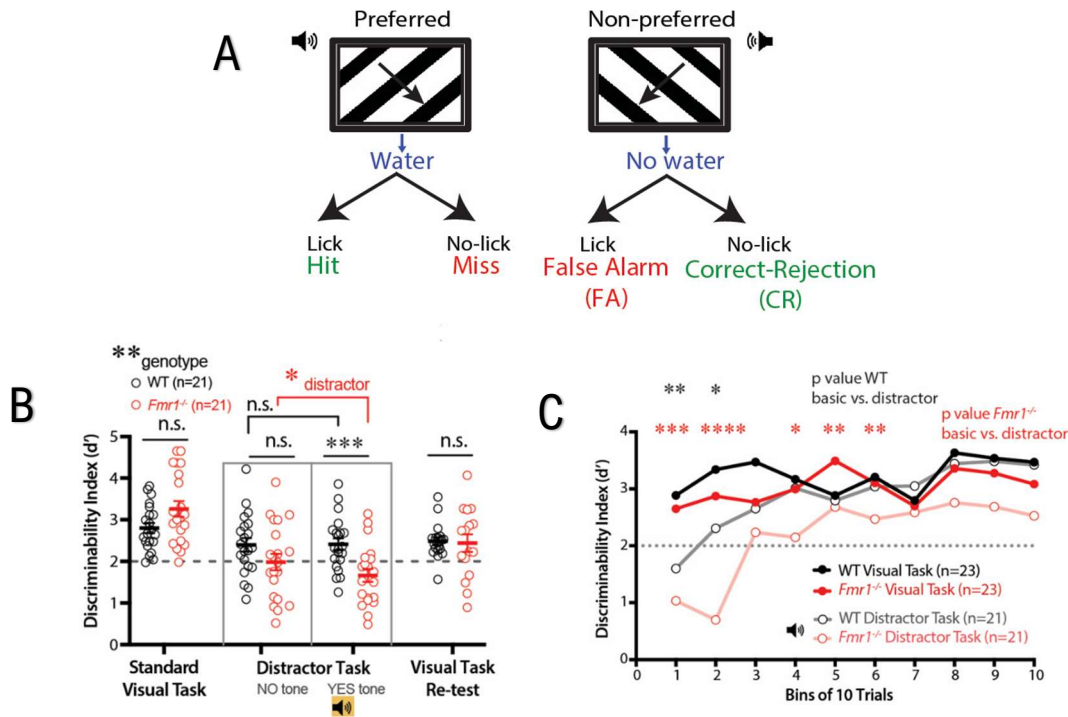 A
Preferred
Non-preferred
Water
No water
Lick
Hit
No-lick
Miss
Lick
False Alarm
(FA)
No-lick
Correct-Rejection
(CR)
B
**genotype
WT (n=21)
Fmr1-/- (n=21)
* distractor
n.s.
n.s.
n.s.
***
n.s.
Discriminability Index (d')
5
4
3
2
1
0
Standard
Visual Task
Distractor Task
NO tone
YES tone
Visual Task
Re-test
C
** *
p value WT
basic vs. distractor
*** **** * ** **
p value Fmr1-/-
basic vs. distractor
Discriminability Index (d')
4
3
2
1
0
WT Visual Task (n=23)
Fmr1-/- Visual Task (n=23)
WT Distractor Task (n=21)
Fmr1-/- Distractor Task (n=21)
0 1 2 3 4 5 6 7 8 9 10
Bins of 10 Trials